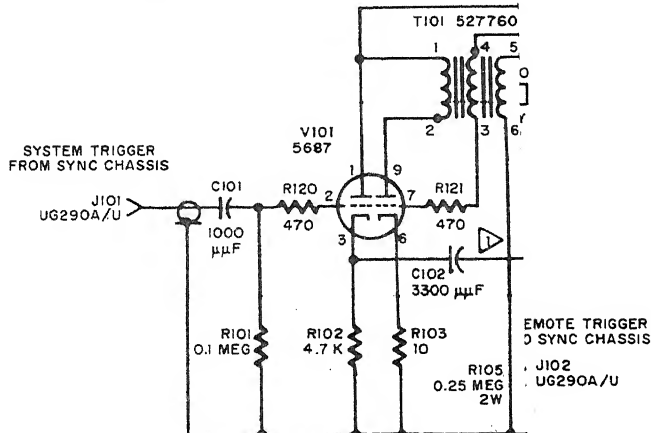 T101 527760
1
4
5
2
3
6
V101
5687
SYSTEM TRIGGER
FROM SYNC CHASSIS
J101
UG290A/U
C101
1000
µµF
R120
470
1
9
2
7
3
6
R121
470
1
C102
3300 µµF
R101
0.1 MEG
R102
4.7 K
R103
10
R105
0.25 MEG
2W
EMOTE TRIGGER
O SYNC CHASSIS
J102
UG290A/U